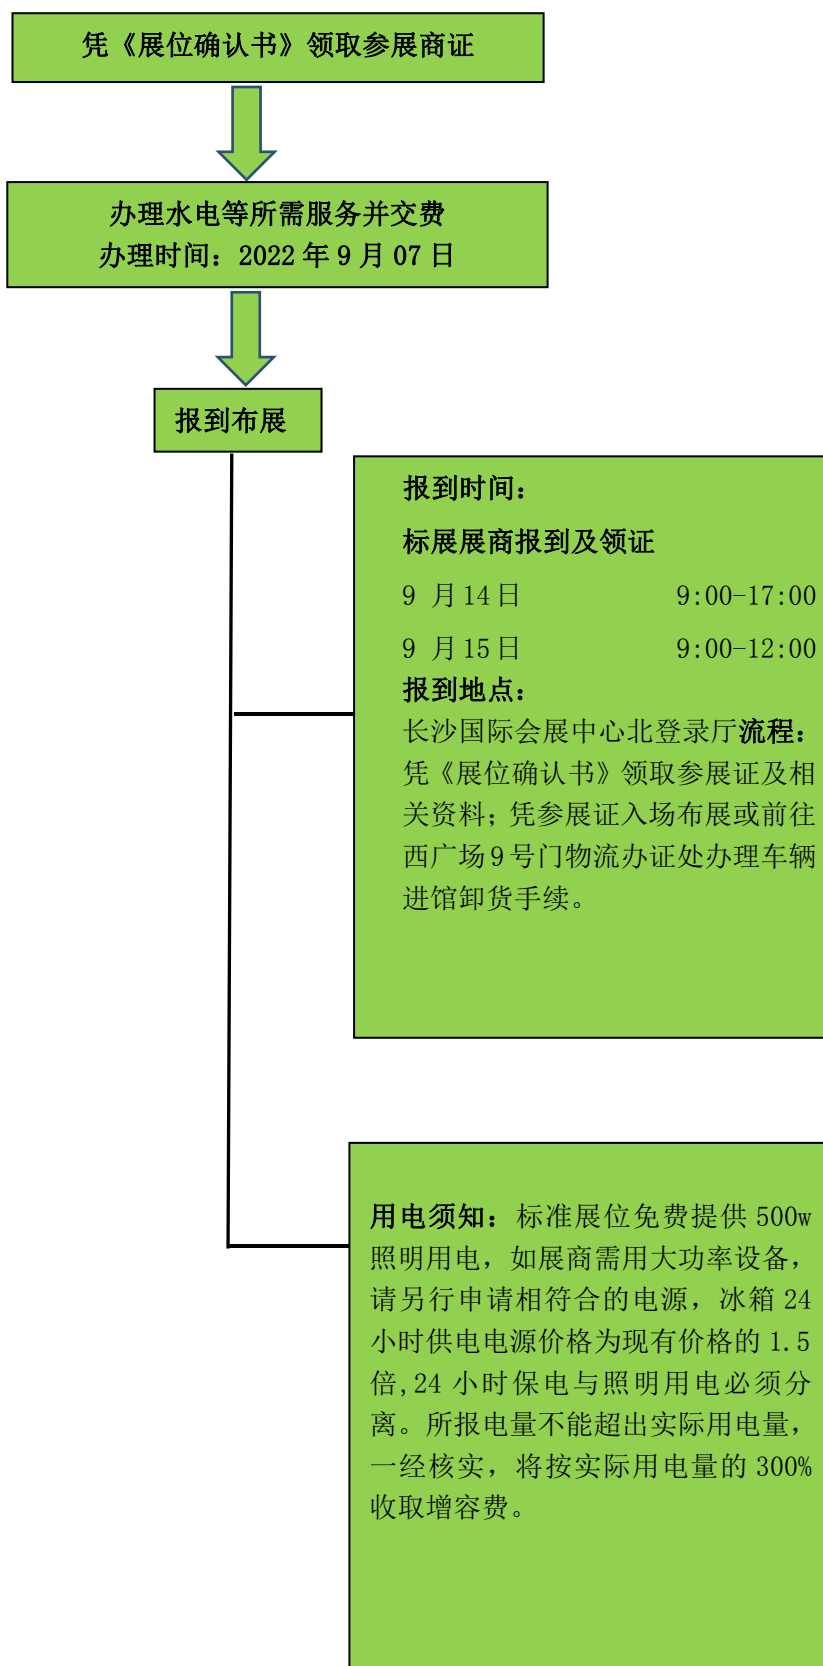 凭《展位确认书》领取参展商证
办理水电等所需服务并交费
办理时间：2022 年 9 月 07 日
报到布展
报到时间：
标展展商报到及领证
9 月14日 9:00-17:00
9 月15日 9:00-12:00
报到地点：
长沙国际会展中心北登录厅流程：
凭《展位确认书》领取参展证及相
关资料；凭参展证入场布展或前往
西广场9号门物流办证处办理车辆
进馆卸货手续。
用电须知：标准展位免费提供 500w
照明用电，如展商需用大功率设备，
请另行申请相符合的电源，冰箱 24
小时供电电源价格为现有价格的 1.5
倍,24 小时保电与照明用电必须分
离。所报电量不能超出实际用电量，
一经核实，将按实际用电量的 300%
收取增容费。